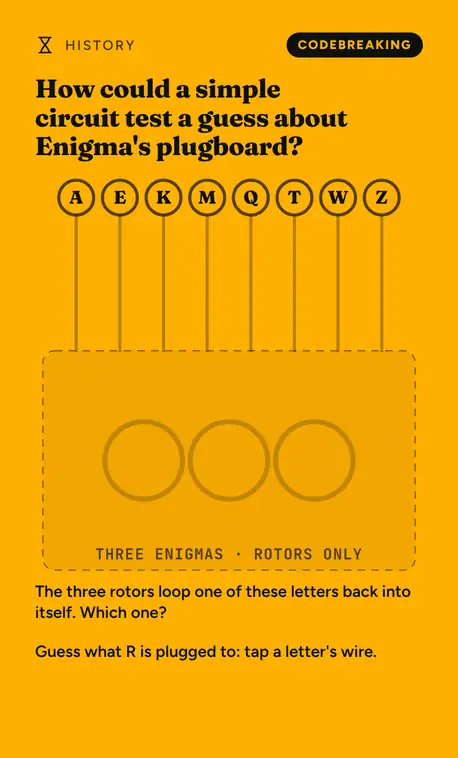 HISTORY
CODEBREAKING
How could a simple
circuit test a guess about
Enigma's plugboard?
A E K M Q T W Z
THREE ENIGMAS · ROTORS ONLY
The three rotors loop one of these letters back into
itself. Which one?
Guess what R is plugged to: tap a letter's wire.